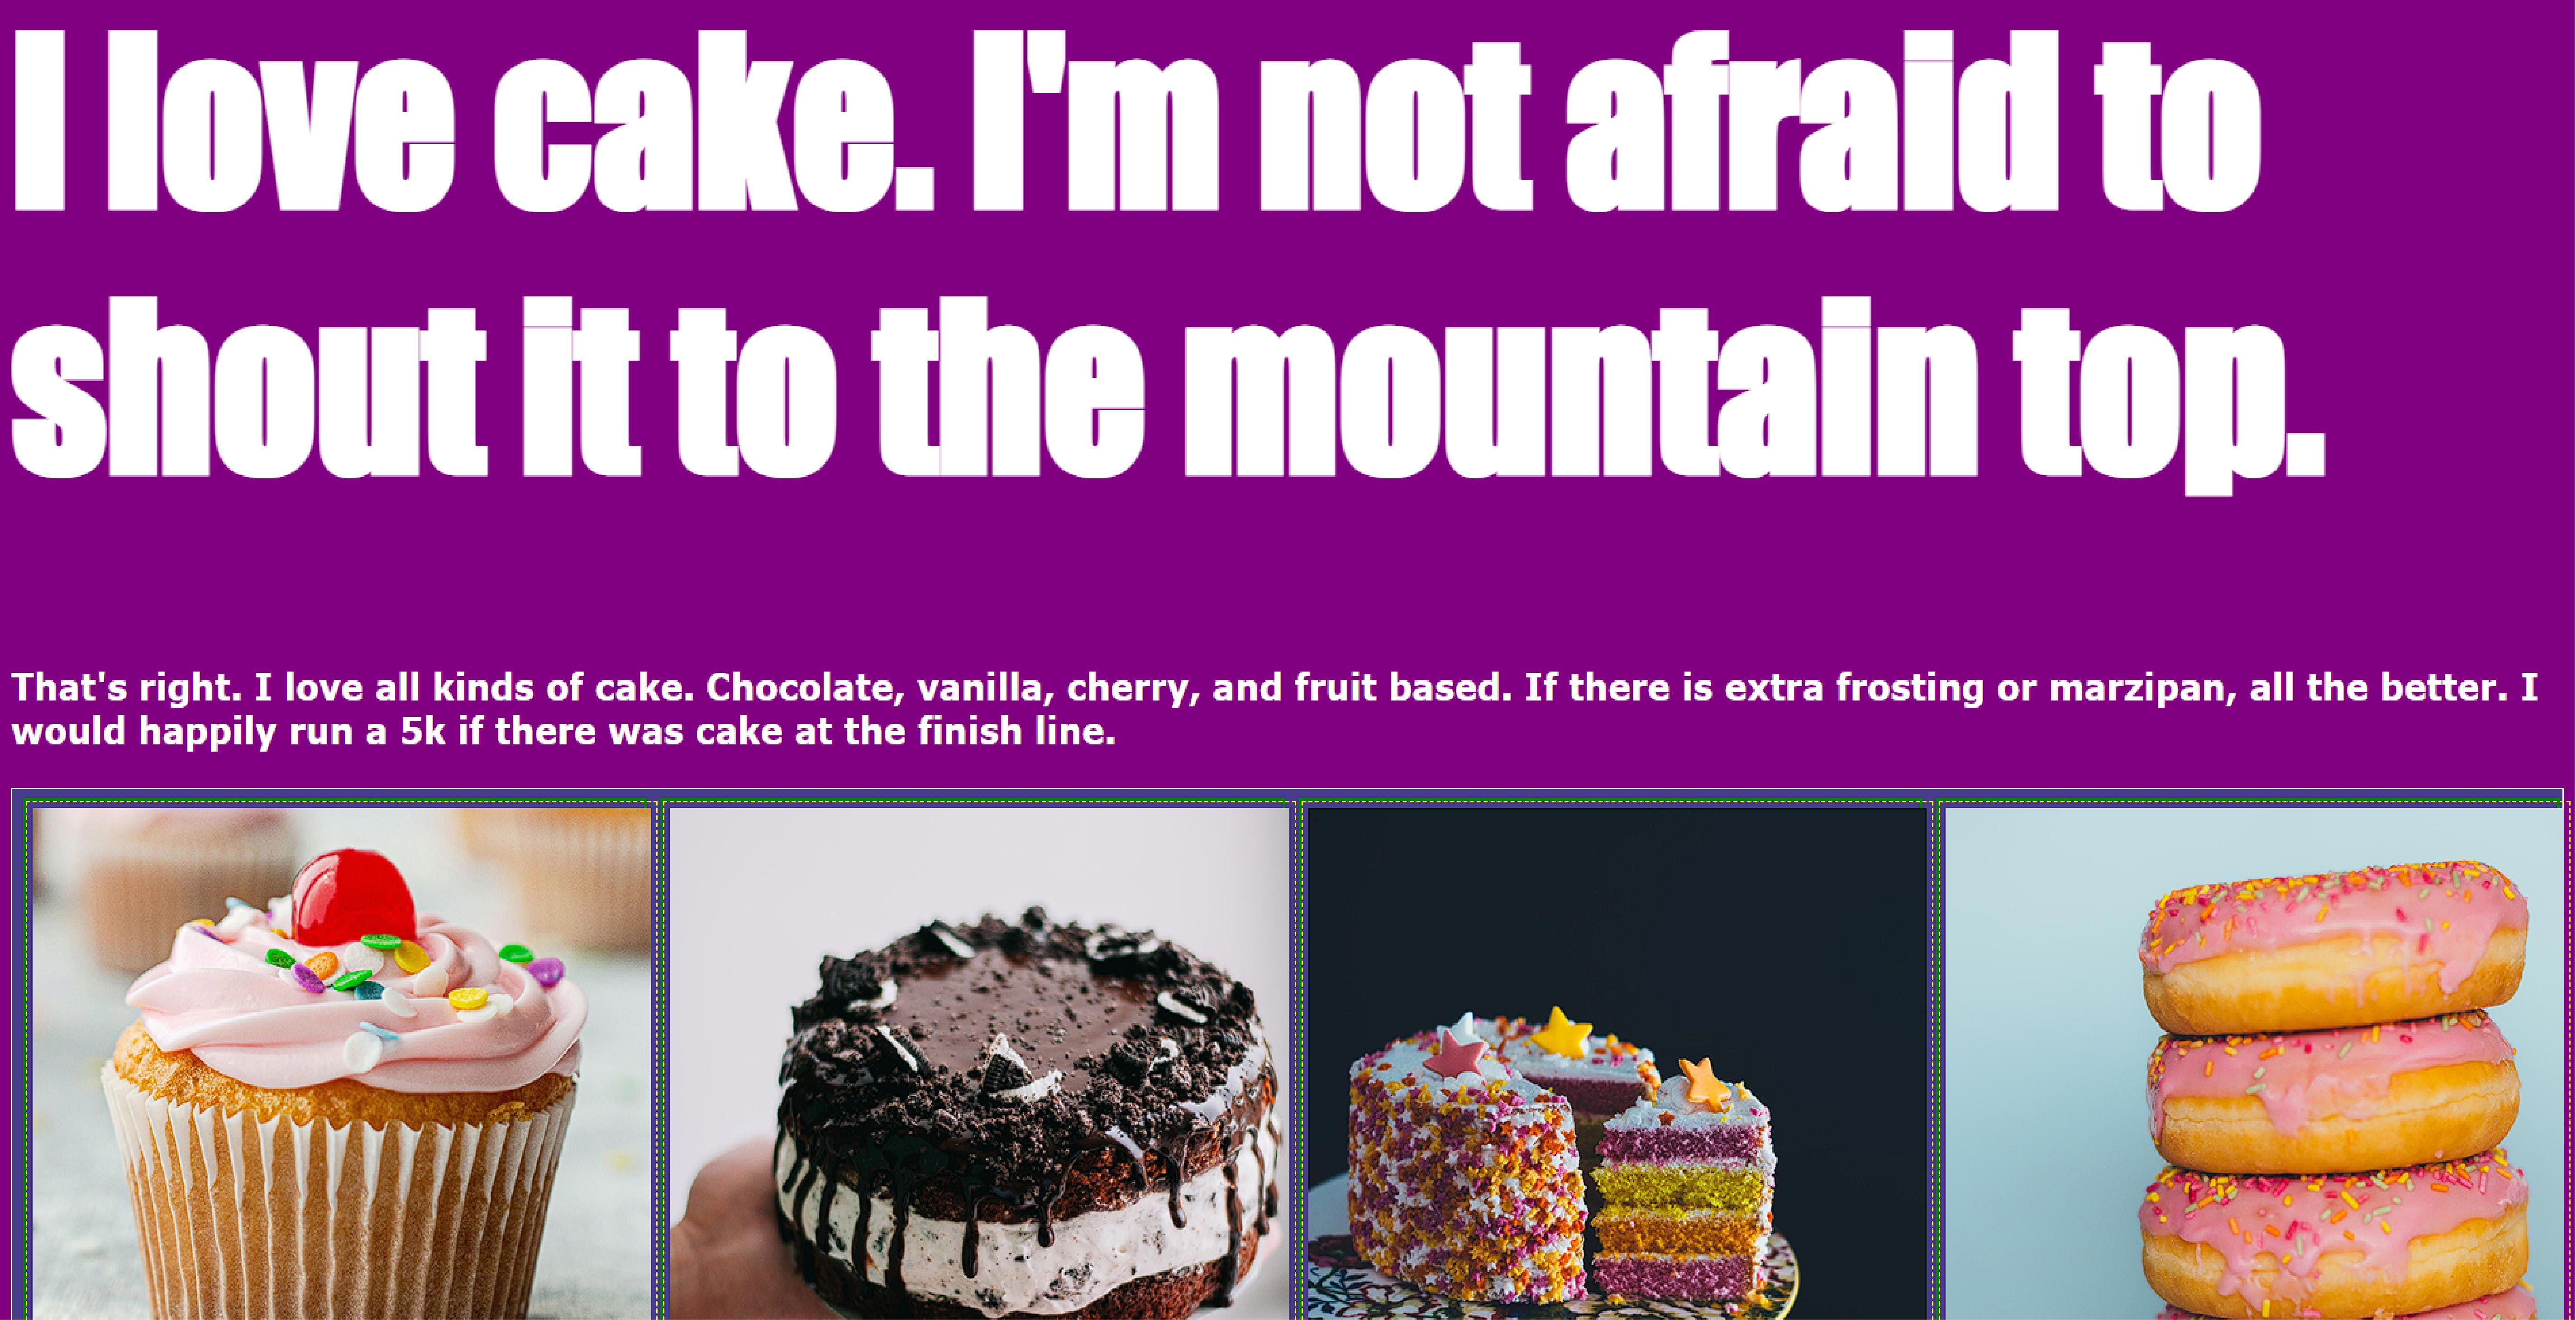 I love cake. I'm not afraid to
shout it to the mountain top.
That's right. I love all kinds of cake. Chocolate, vanilla, cherry, and fruit based. If there is extra frosting or marzipan, all the better. I
would happily run a 5k if there was cake at the finish line.